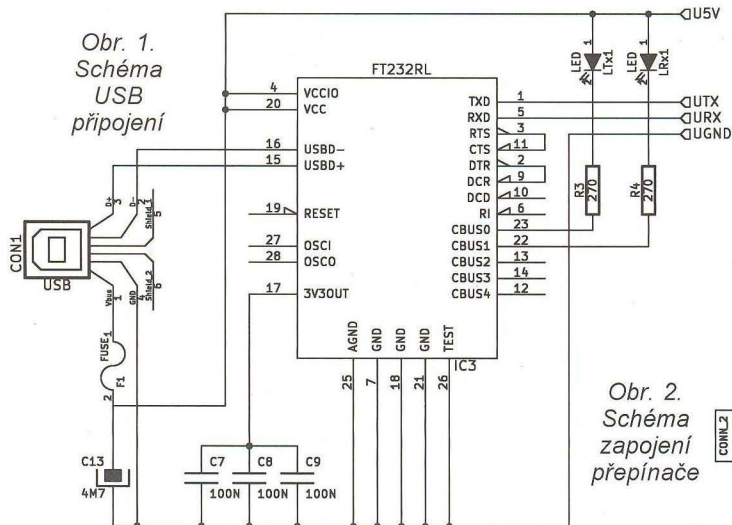 Obr. 1.
Schéma
USB
připojení
FT232RL
4 VCCIO
20 VCC
16 USBD-
15 USBD+
19 RESET
27 OSCI
28 OSCO
17 3V3OUT
TXD 1
RXD 5
RTS 3
CTS 11
DTR 2
DCR 9
DCD 10
RI 6
CBUS0 23
CBUS1 22
CBUS2 13
CBUS3 14
CBUS4 12
AGND 25
GND 7
GND 18
GND 21
TEST 26
IC3
U5V
UTX
URX
UGND
LED 1
2 LTx1
LED 1
2 LRx1
R3 270
R4 270
CON1
USB
D+ 3
D- 2
Shield_1 5
Vbus 1
GND 4
Shield_2 6
FUSE 1
F1
2
C13
4M7
C7
100N
C8
100N
C9
100N
Obr. 2.
Schéma
zapojení
přepínače
CONN_2